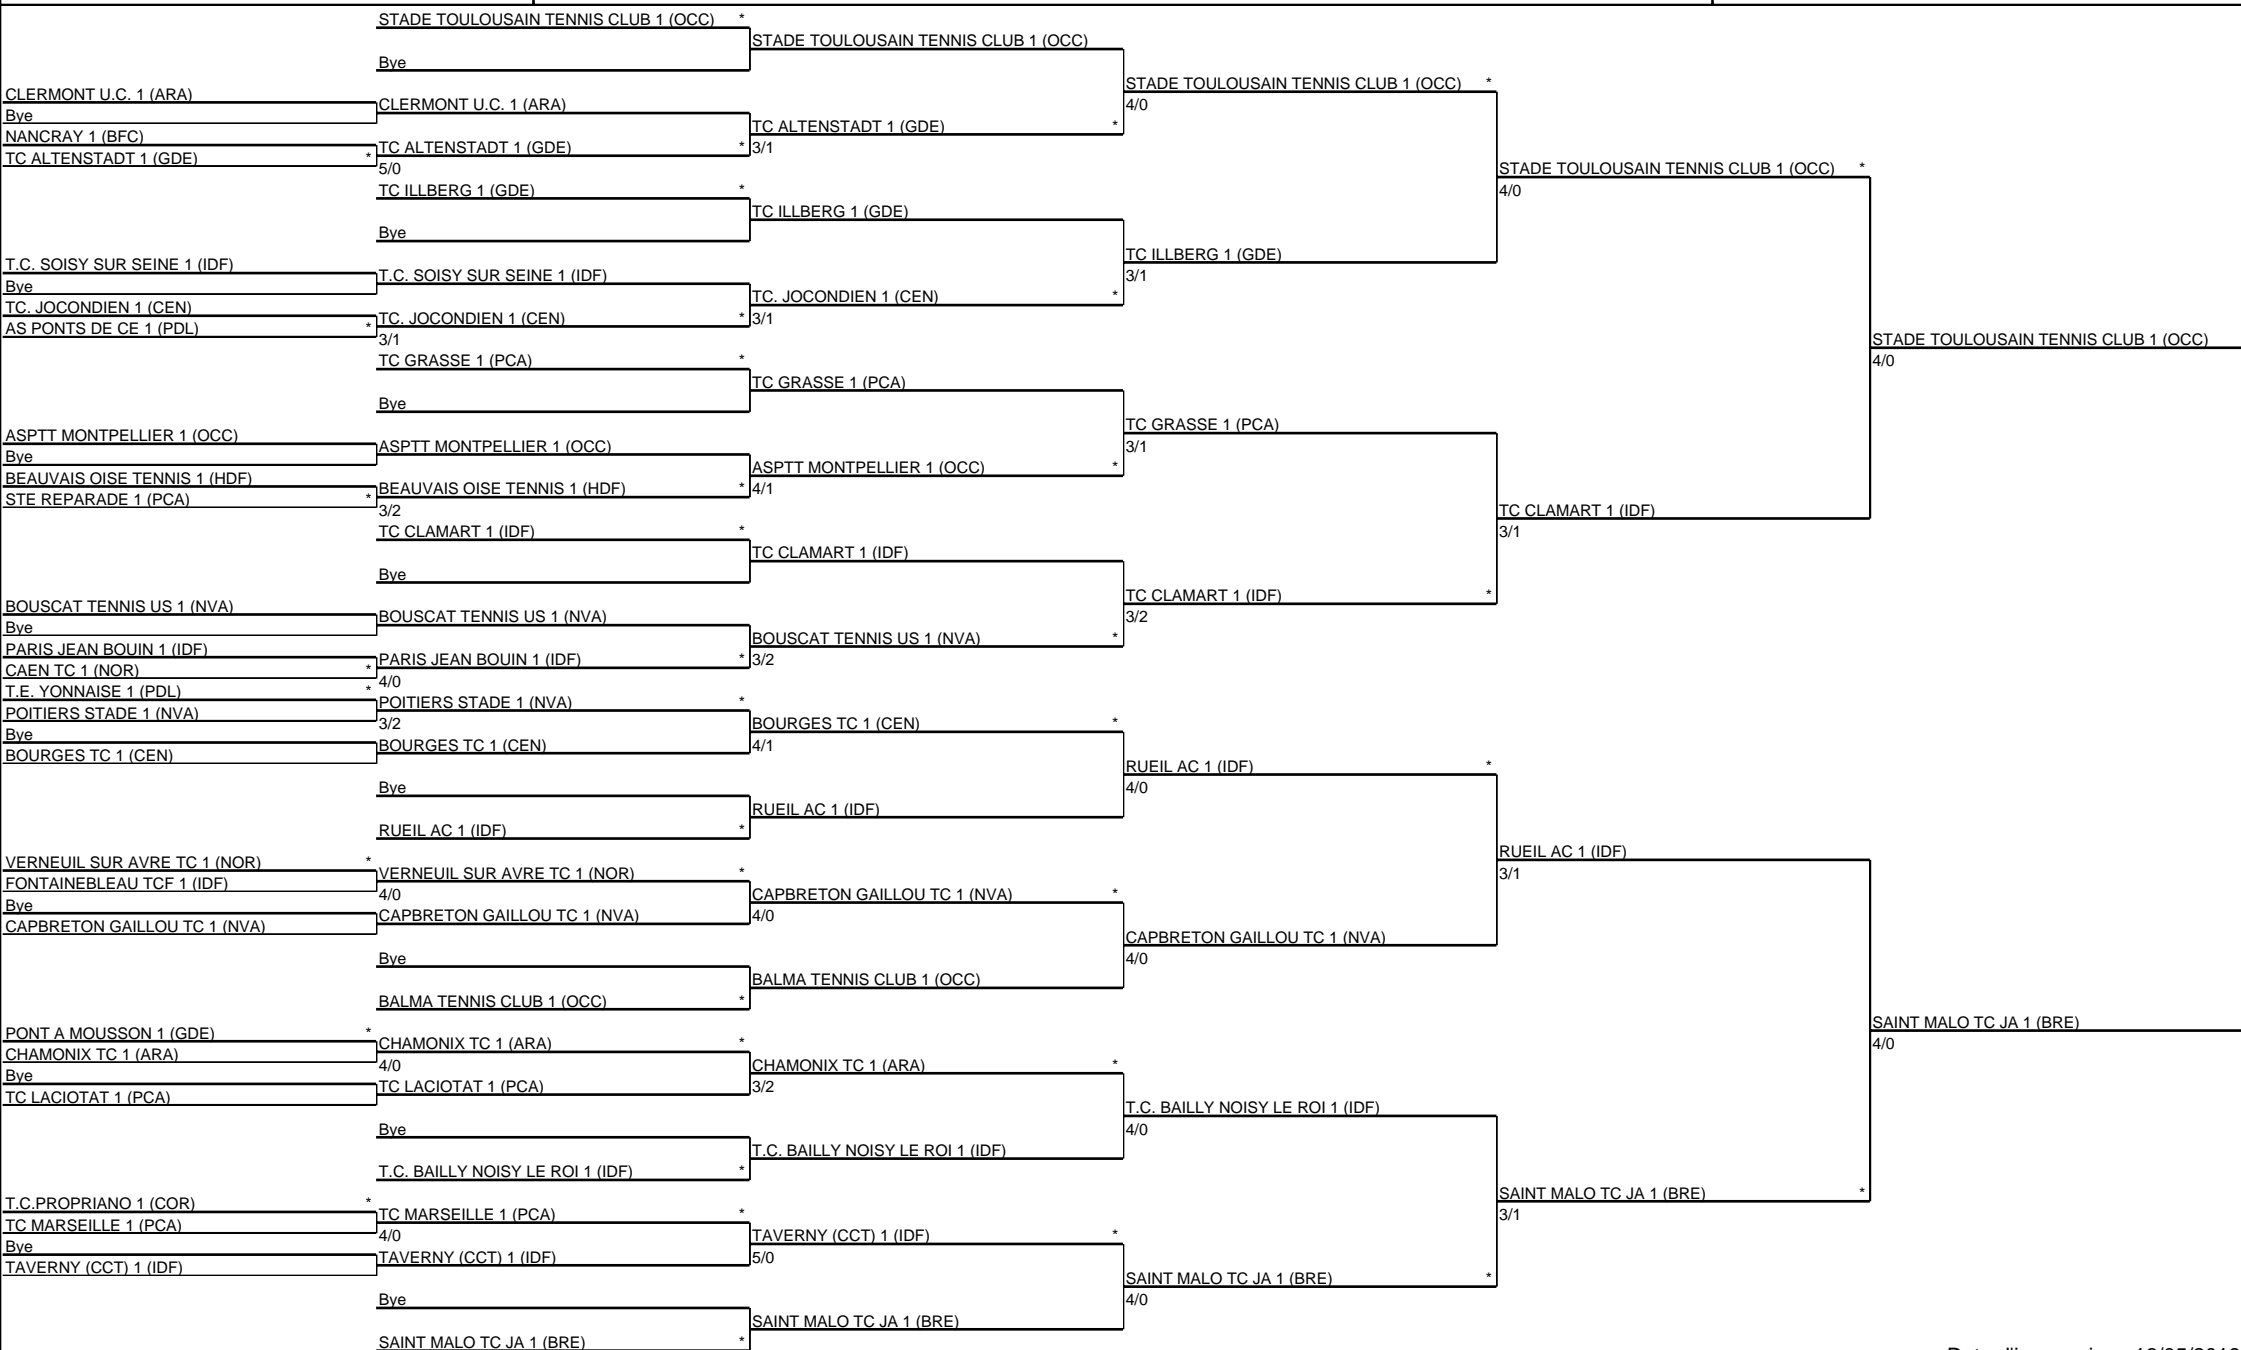 STADE TOULOUSAIN TENNIS CLUB 1 (OCC) *
STADE TOULOUSAIN TENNIS CLUB 1 (OCC)
Bye
STADE TOULOUSAIN TENNIS CLUB 1 (OCC) *
CLERMONT U.C. 1 (ARA)
CLERMONT U.C. 1 (ARA)
4/0
Bye
TC ALTENSTADT 1 (GDE) *
NANCRAY 1 (BFC)
TC ALTENSTADT 1 (GDE) *
3/1
TC ALTENSTADT 1 (GDE) *
5/0
STADE TOULOUSAIN TENNIS CLUB 1 (OCC) *
TC ILLBERG 1 (GDE) *
4/0
TC ILLBERG 1 (GDE)
Bye
TC ILLBERG 1 (GDE)
T.C. SOISY SUR SEINE 1 (IDF)
T.C. SOISY SUR SEINE 1 (IDF)
3/1
Bye
TC. JOCONDIEN 1 (CEN) *
TC. JOCONDIEN 1 (CEN)
TC. JOCONDIEN 1 (CEN) *
3/1
AS PONTS DE CE 1 (PDL) *
3/1
STADE TOULOUSAIN TENNIS CLUB 1 (OCC)
TC GRASSE 1 (PCA) *
4/0
TC GRASSE 1 (PCA)
Bye
TC GRASSE 1 (PCA)
ASPTT MONTPELLIER 1 (OCC)
ASPTT MONTPELLIER 1 (OCC)
3/1
Bye
ASPTT MONTPELLIER 1 (OCC) *
BEAUVAIS OISE TENNIS 1 (HDF)
BEAUVAIS OISE TENNIS 1 (HDF) *
4/1
STE REPARADE 1 (PCA) *
3/2
TC CLAMART 1 (IDF)
TC CLAMART 1 (IDF) *
3/1
TC CLAMART 1 (IDF)
Bye
TC CLAMART 1 (IDF) *
BOUSCAT TENNIS US 1 (NVA)
BOUSCAT TENNIS US 1 (NVA)
3/2
Bye
BOUSCAT TENNIS US 1 (NVA) *
PARIS JEAN BOUIN 1 (IDF)
PARIS JEAN BOUIN 1 (IDF) *
3/2
CAEN TC 1 (NOR) *
4/0
T.E. YONNAISE 1 (PDL) *
POITIERS STADE 1 (NVA) *
POITIERS STADE 1 (NVA)
3/2
BOURGES TC 1 (CEN) *
Bye
BOURGES TC 1 (CEN)
4/1
BOURGES TC 1 (CEN)
RUEIL AC 1 (IDF) *
Bye
4/0
RUEIL AC 1 (IDF)
RUEIL AC 1 (IDF) *
RUEIL AC 1 (IDF)
VERNEUIL SUR AVRE TC 1 (NOR) *
VERNEUIL SUR AVRE TC 1 (NOR) *
3/1
FONTAINEBLEAU TCF 1 (IDF)
4/0
CAPBRETON GAILLOU TC 1 (NVA) *
Bye
CAPBRETON GAILLOU TC 1 (NVA)
4/0
CAPBRETON GAILLOU TC 1 (NVA)
CAPBRETON GAILLOU TC 1 (NVA)
Bye
4/0
BALMA TENNIS CLUB 1 (OCC)
BALMA TENNIS CLUB 1 (OCC) *
SAINT MALO TC JA 1 (BRE)
PONT A MOUSSON 1 (GDE) *
CHAMONIX TC 1 (ARA) *
4/0
CHAMONIX TC 1 (ARA)
4/0
CHAMONIX TC 1 (ARA) *
Bye
TC LACIOTAT 1 (PCA)
3/2
TC LACIOTAT 1 (PCA)
T.C. BAILLY NOISY LE ROI 1 (IDF)
Bye
4/0
T.C. BAILLY NOISY LE ROI 1 (IDF)
T.C. BAILLY NOISY LE ROI 1 (IDF) *
SAINT MALO TC JA 1 (BRE) *
T.C.PROPRIANO 1 (COR) *
TC MARSEILLE 1 (PCA) *
3/1
TC MARSEILLE 1 (PCA)
4/0
TAVERNY (CCT) 1 (IDF) *
Bye
TAVERNY (CCT) 1 (IDF)
5/0
TAVERNY (CCT) 1 (IDF)
SAINT MALO TC JA 1 (BRE) *
Bye
4/0
SAINT MALO TC JA 1 (BRE)
SAINT MALO TC JA 1 (BRE) *